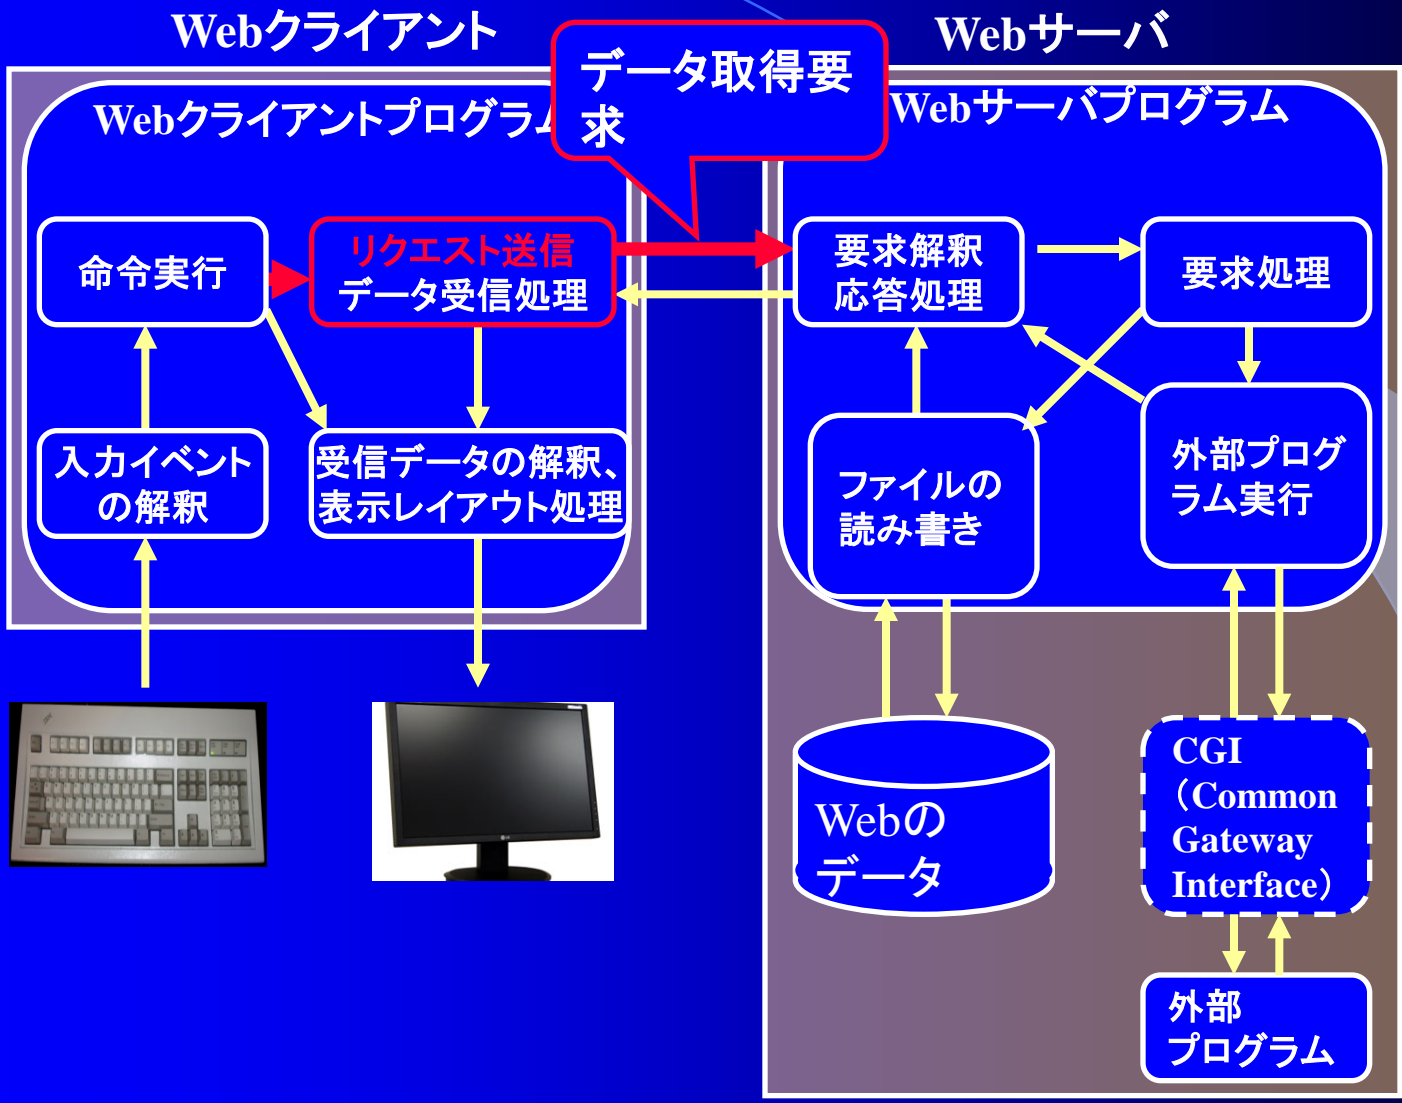 Webクライアント
Webサーバ
データ取得要
求
Webクライアントプログラム
Webサーバプログラム
命令実行
リクエスト送信
データ受信処理
要求解釈
応答処理
要求処理
入力イベント
の解釈
受信データの解釈、
表示レイアウト処理
ファイルの
読み書き
外部プログ
ラム実行
Webの
データ
CGI
（Common
Gateway
Interface）
外部
プログラム